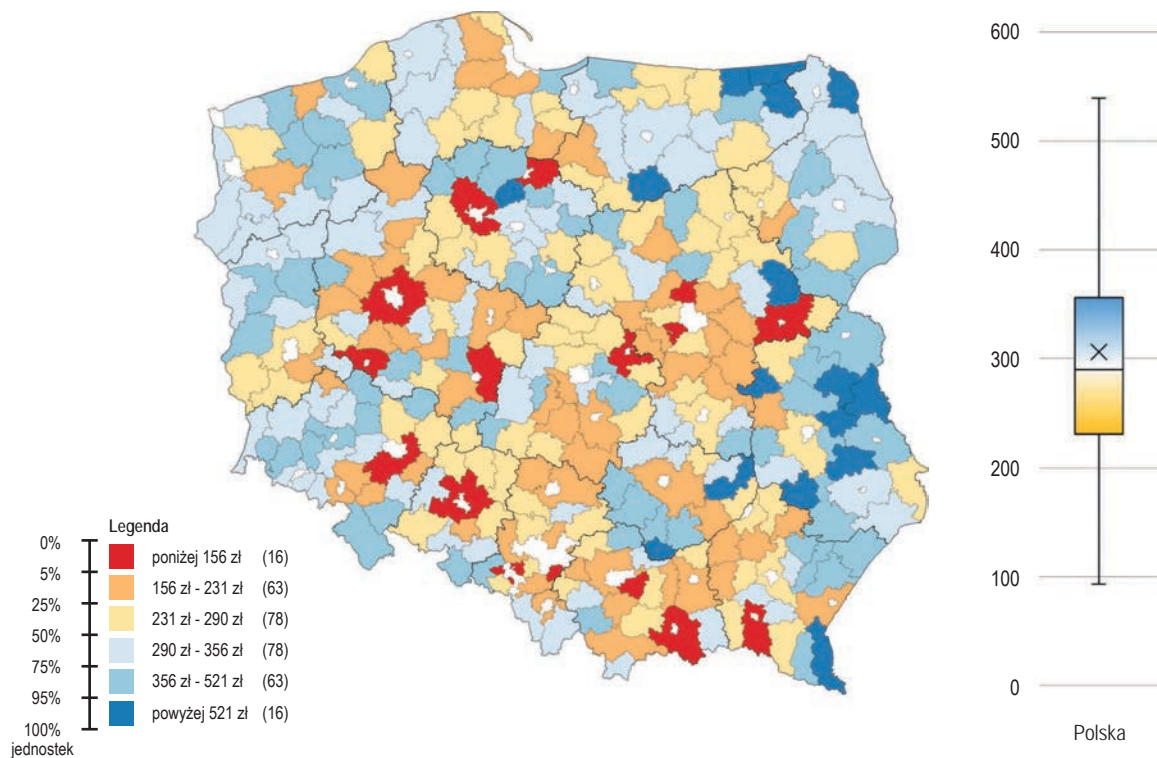 Legenda
0%
5%
25%
50%
75%
95%
100%
jednostek
poniżej 156 zł (16)
156 zł - 231 zł (63)
231 zł - 290 zł (78)
290 zł - 356 zł (78)
356 zł - 521 zł (63)
powyżej 521 zł (16)
600
500
400
300
200
100
0
Polska